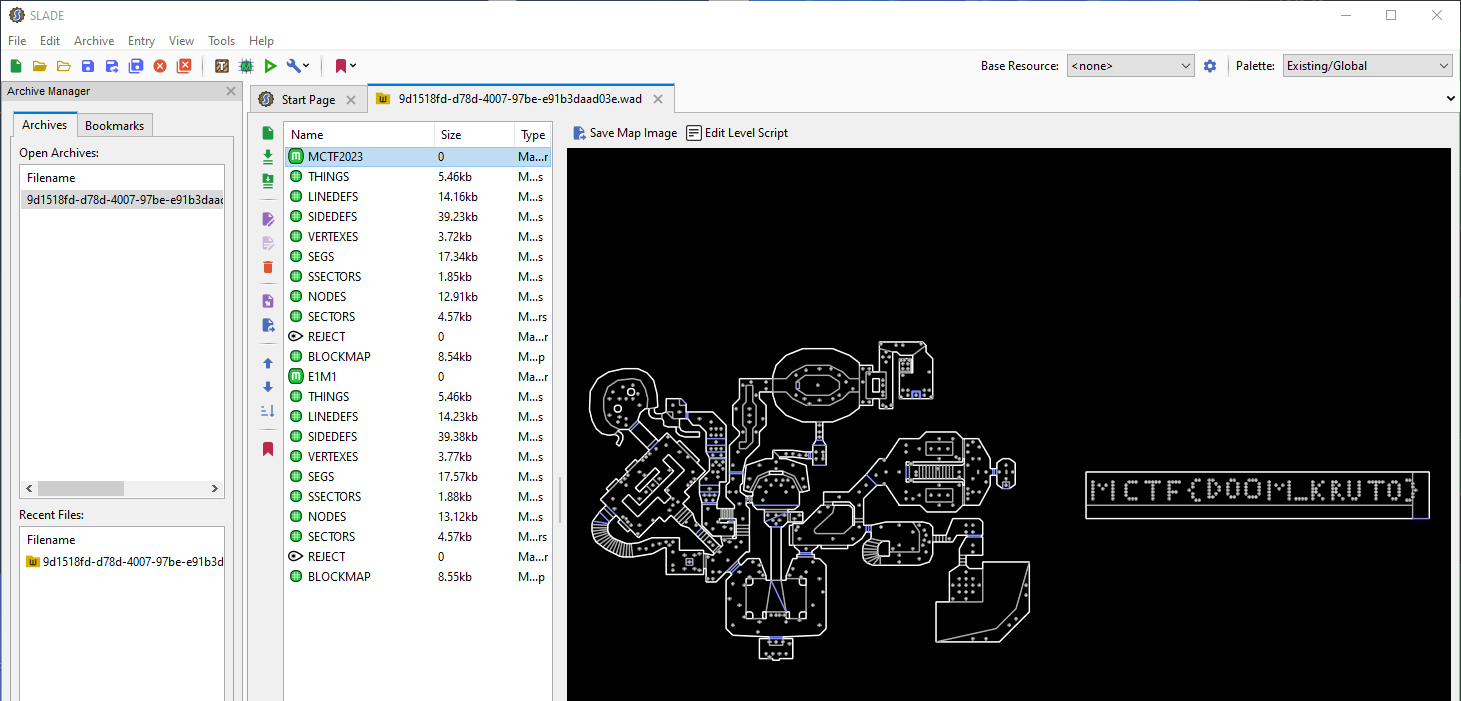 SLADE
File Edit Archive Entry View Tools Help
Base Resource: <none> Palette: Existing/Global
Archive Manager
Start Page 9d1518fd-d78d-4007-97be-e91b3daad03e.wad
Archives Bookmarks
Open Archives:
Filename
9d1518fd-d78d-4007-97be-e91b3daad
Recent Files:
Filename
9d1518fd-d78d-4007-97be-e91b3d
Name Size Type
MCTF2023 0 Ma...r
THINGS 5.46kb M...s
LINEDEFS 14.16kb M...s
SIDEDEFS 39.23kb M...s
VERTEXES 3.72kb M...s
SEGS 17.34kb M...s
SSECTORS 1.85kb M...s
NODES 12.91kb M...s
SECTORS 4.57kb M...rs
REJECT 0 Ma...r
BLOCKMAP 8.54kb M...p
E1M1 0 Ma...r
THINGS 5.46kb M...s
LINEDEFS 14.23kb M...s
SIDEDEFS 39.38kb M...s
VERTEXES 3.77kb M...s
SEGS 17.57kb M...s
SSECTORS 1.88kb M...s
NODES 13.12kb M...s
SECTORS 4.57kb M...rs
REJECT 0 Ma...r
BLOCKMAP 8.55kb M...p
Save Map Image Edit Level Script
MCTF{DOOM_KRUTO}